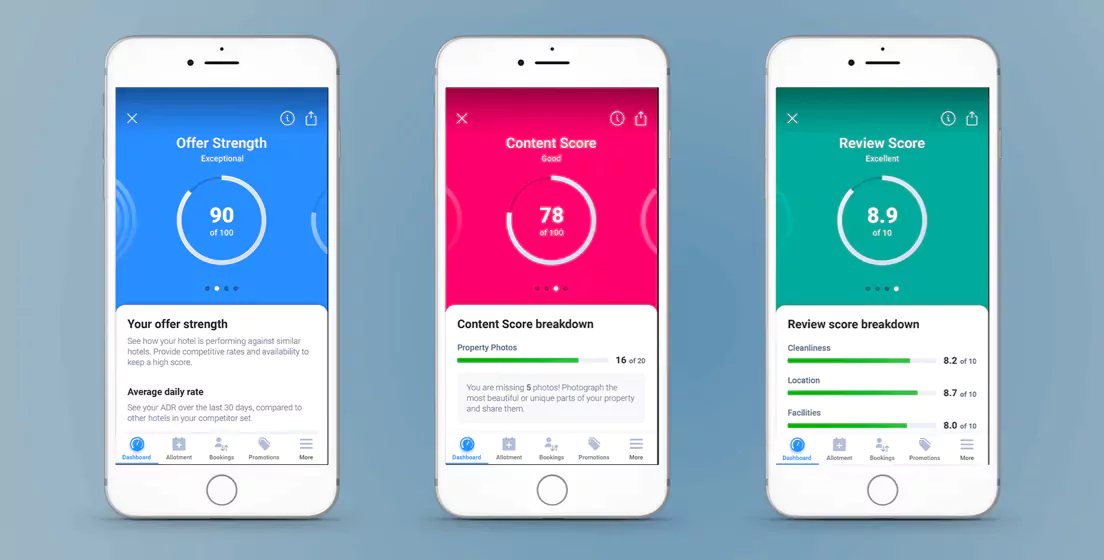 Offer Strength
Exceptional
90
of 100
Your offer strength
See how your hotel is performing against similar
hotels. Provide competitive rates and availability to
keep a high score.
Average daily rate
See your ADR over the last 30 days, compared to
other hotels in your competitor set.
Dashboard Allotment Bookings Promotions More
Content Score
Good
78
of 100
Content Score breakdown
Property Photos
16 of 20
You are missing 5 photos! Photograph the
most beautiful or unique parts of your property
and share them.
Dashboard Allotment Bookings Promotions More
Review Score
Excellent
8.9
of 10
Review score breakdown
Cleanliness
8.2 of 10
Location
8.7 of 10
Facilities
8.0 of 10
Dashboard Allotment Bookings Promotions More